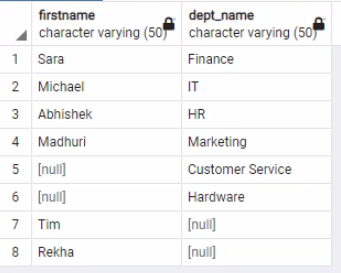 firstname dept_name
character varying (50) character varying (50)
1 Sara Finance
2 Michael IT
3 Abhishek HR
4 Madhuri Marketing
5 [null] Customer Service
6 [null] Hardware
7 Tim [null]
8 Rekha [null]